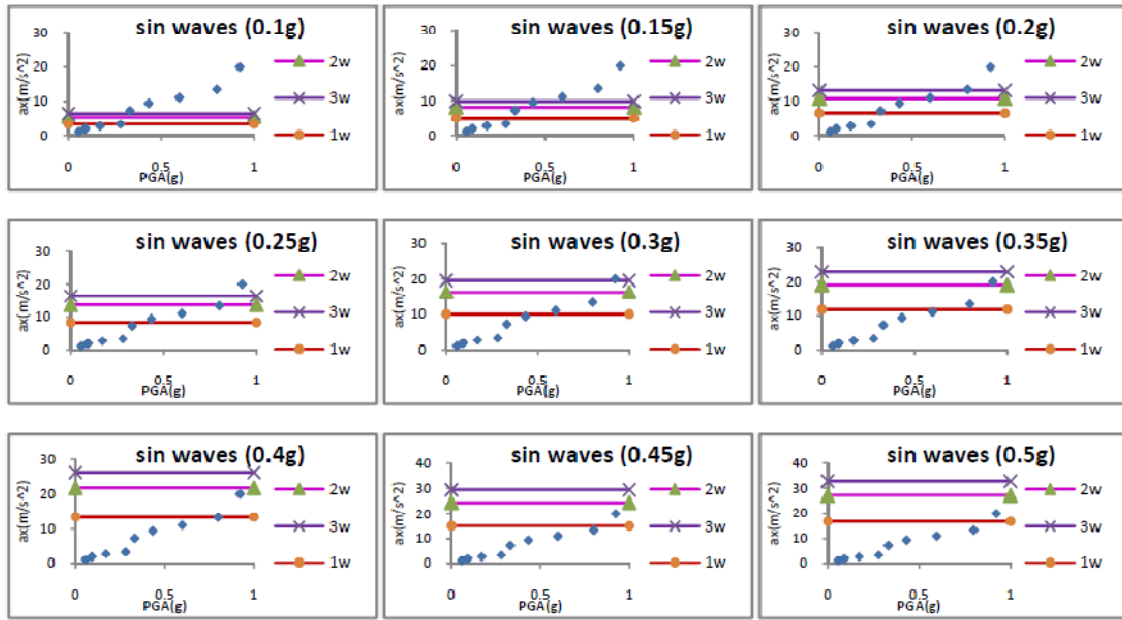 sin waves (0.1g)
30
20
10
0
ax(m/s^2)
0
0.5
1
PGA(g)
2w
3w
1w
sin waves (0.15g)
30
20
10
0
ax(m/s^2)
0
0.5
1
PGA(g)
2w
3w
1w
sin waves (0.2g)
30
20
10
0
ax(m/s^2)
0
0.5
1
PGA(g)
2w
3w
1w
sin waves (0.25g)
30
20
10
0
ax(m/s^2)
0
0.5
1
PGA(g)
2w
3w
1w
sin waves (0.3g)
30
20
10
0
ax(m/s^2)
0
0.5
1
PGA(g)
2w
3w
1w
sin waves (0.35g)
30
20
10
0
ax(m/s^2)
0
0.5
1
PGA(g)
2w
3w
1w
sin waves (0.4g)
30
20
10
0
ax(m/s^2)
0
0.5
1
PGA(g)
2w
3w
1w
sin waves (0.45g)
40
30
20
10
0
ax(m/s^2)
0
0.5
1
PGA(g)
2w
3w
1w
sin waves (0.5g)
40
30
20
10
0
ax(m/s^2)
0
0.5
1
PGA(g)
2w
3w
1w